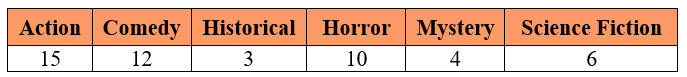 Action Comedy Historical Horror Mystery Science Fiction
15 12 3 10 4 6